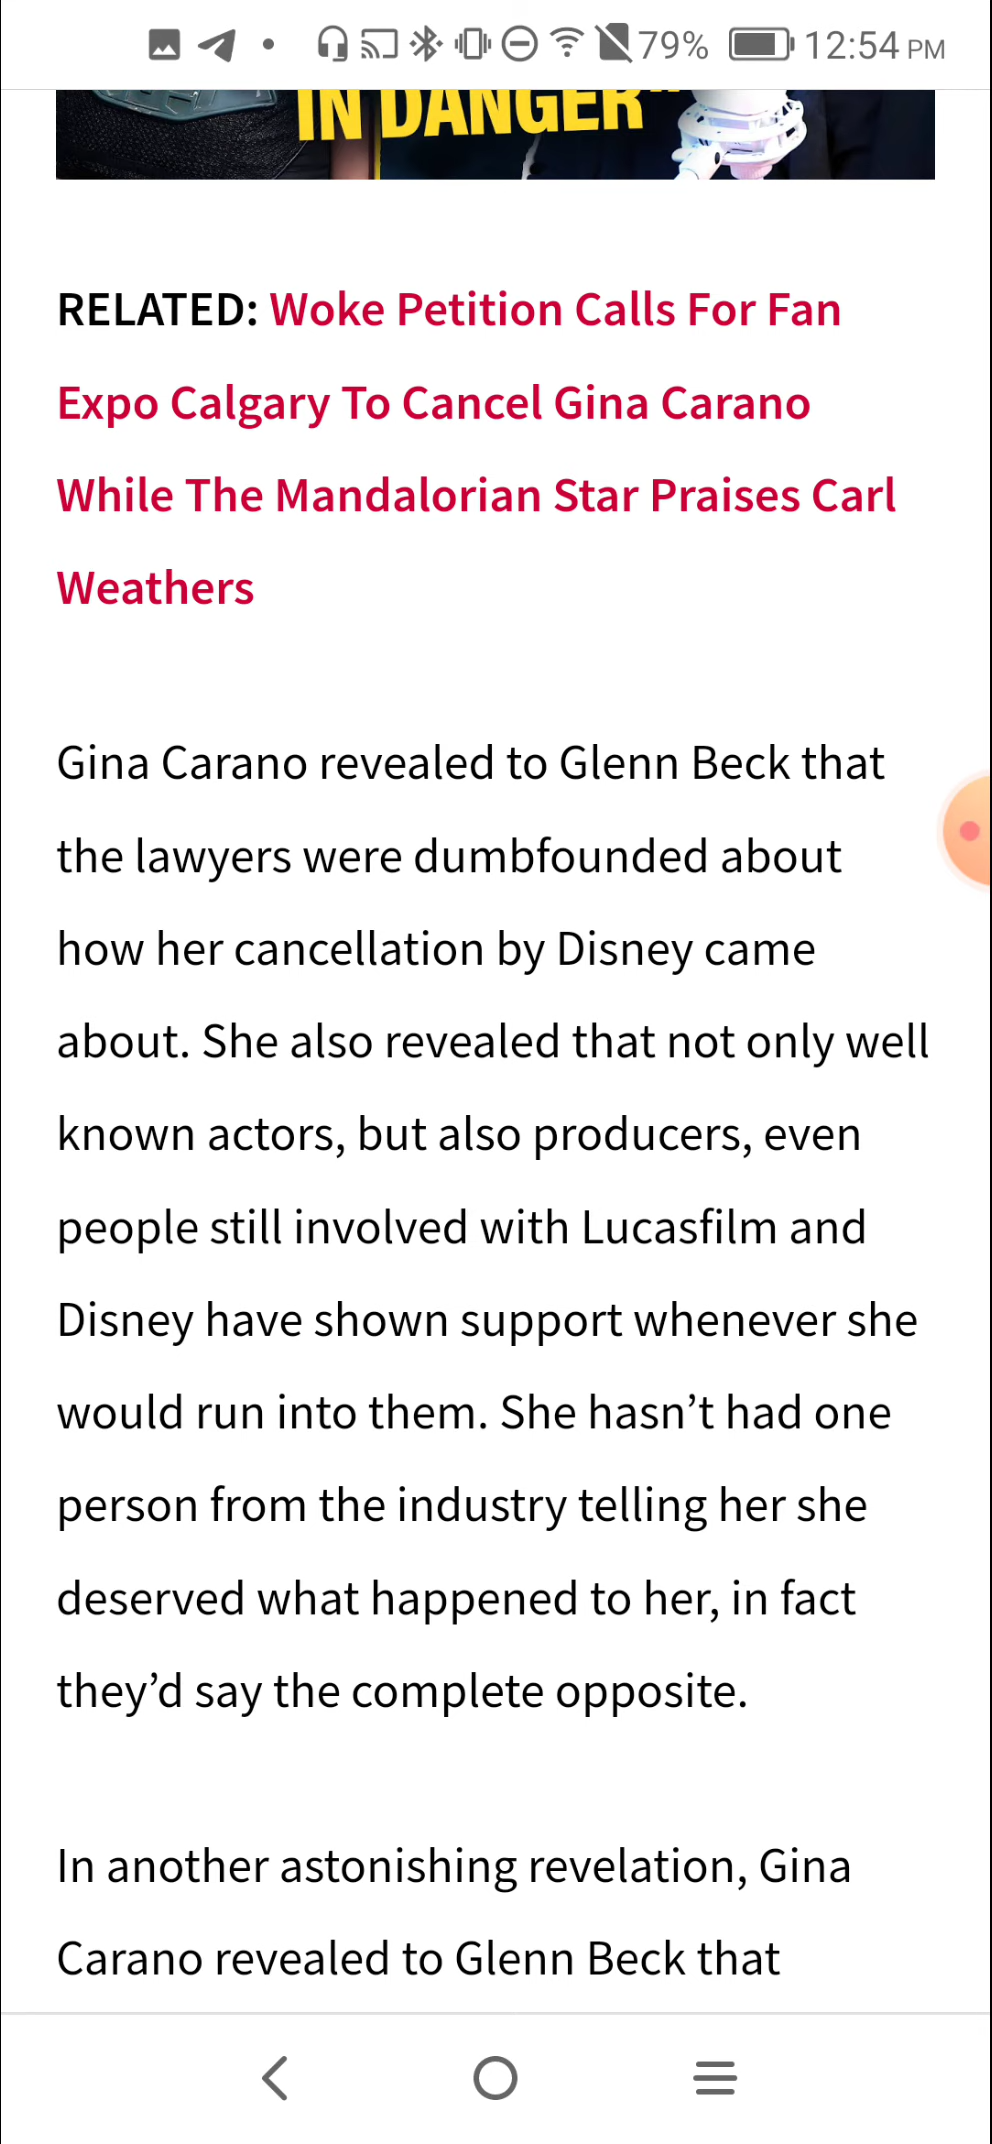 79% 12:54 PM
IN DANGER"
RELATED: Woke Petition Calls For Fan
Expo Calgary To Cancel Gina Carano
While The Mandalorian Star Praises Carl
Weathers
Gina Carano revealed to Glenn Beck that
the lawyers were dumbfounded about
how her cancellation by Disney came
about. She also revealed that not only well
known actors, but also producers, even
people still involved with Lucasfilm and
Disney have shown support whenever she
would run into them. She hasn’t had one
person from the industry telling her she
deserved what happened to her, in fact
they’d say the complete opposite.
In another astonishing revelation, Gina
Carano revealed to Glenn Beck that